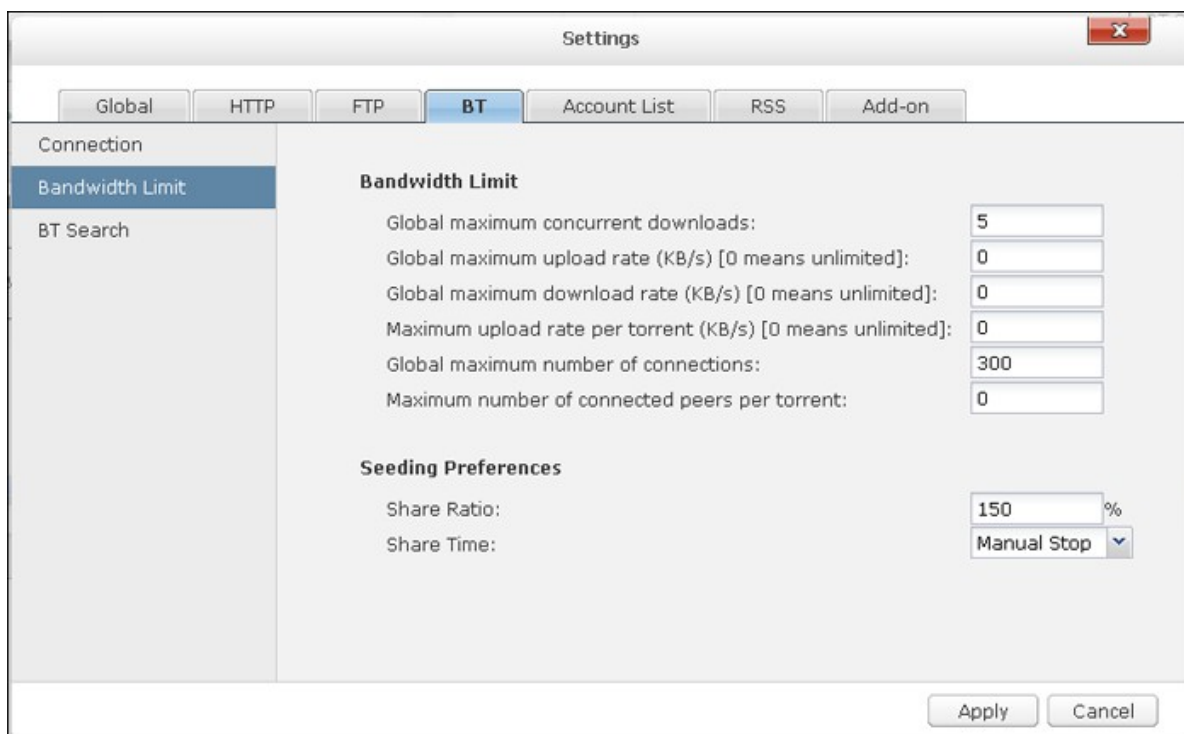 Settings
Global HTTP FTP BT Account List RSS Add-on
Connection
Bandwidth Limit
BT Search
Bandwidth Limit
Global maximum concurrent downloads: 5
Global maximum upload rate (KB/s) [0 means unlimited]: 0
Global maximum download rate (KB/s) [0 means unlimited]: 0
Maximum upload rate per torrent (KB/s) [0 means unlimited]: 0
Global maximum number of connections: 300
Maximum number of connected peers per torrent: 0
Seeding Preferences
Share Ratio: 150 %
Share Time: Manual Stop
Apply Cancel